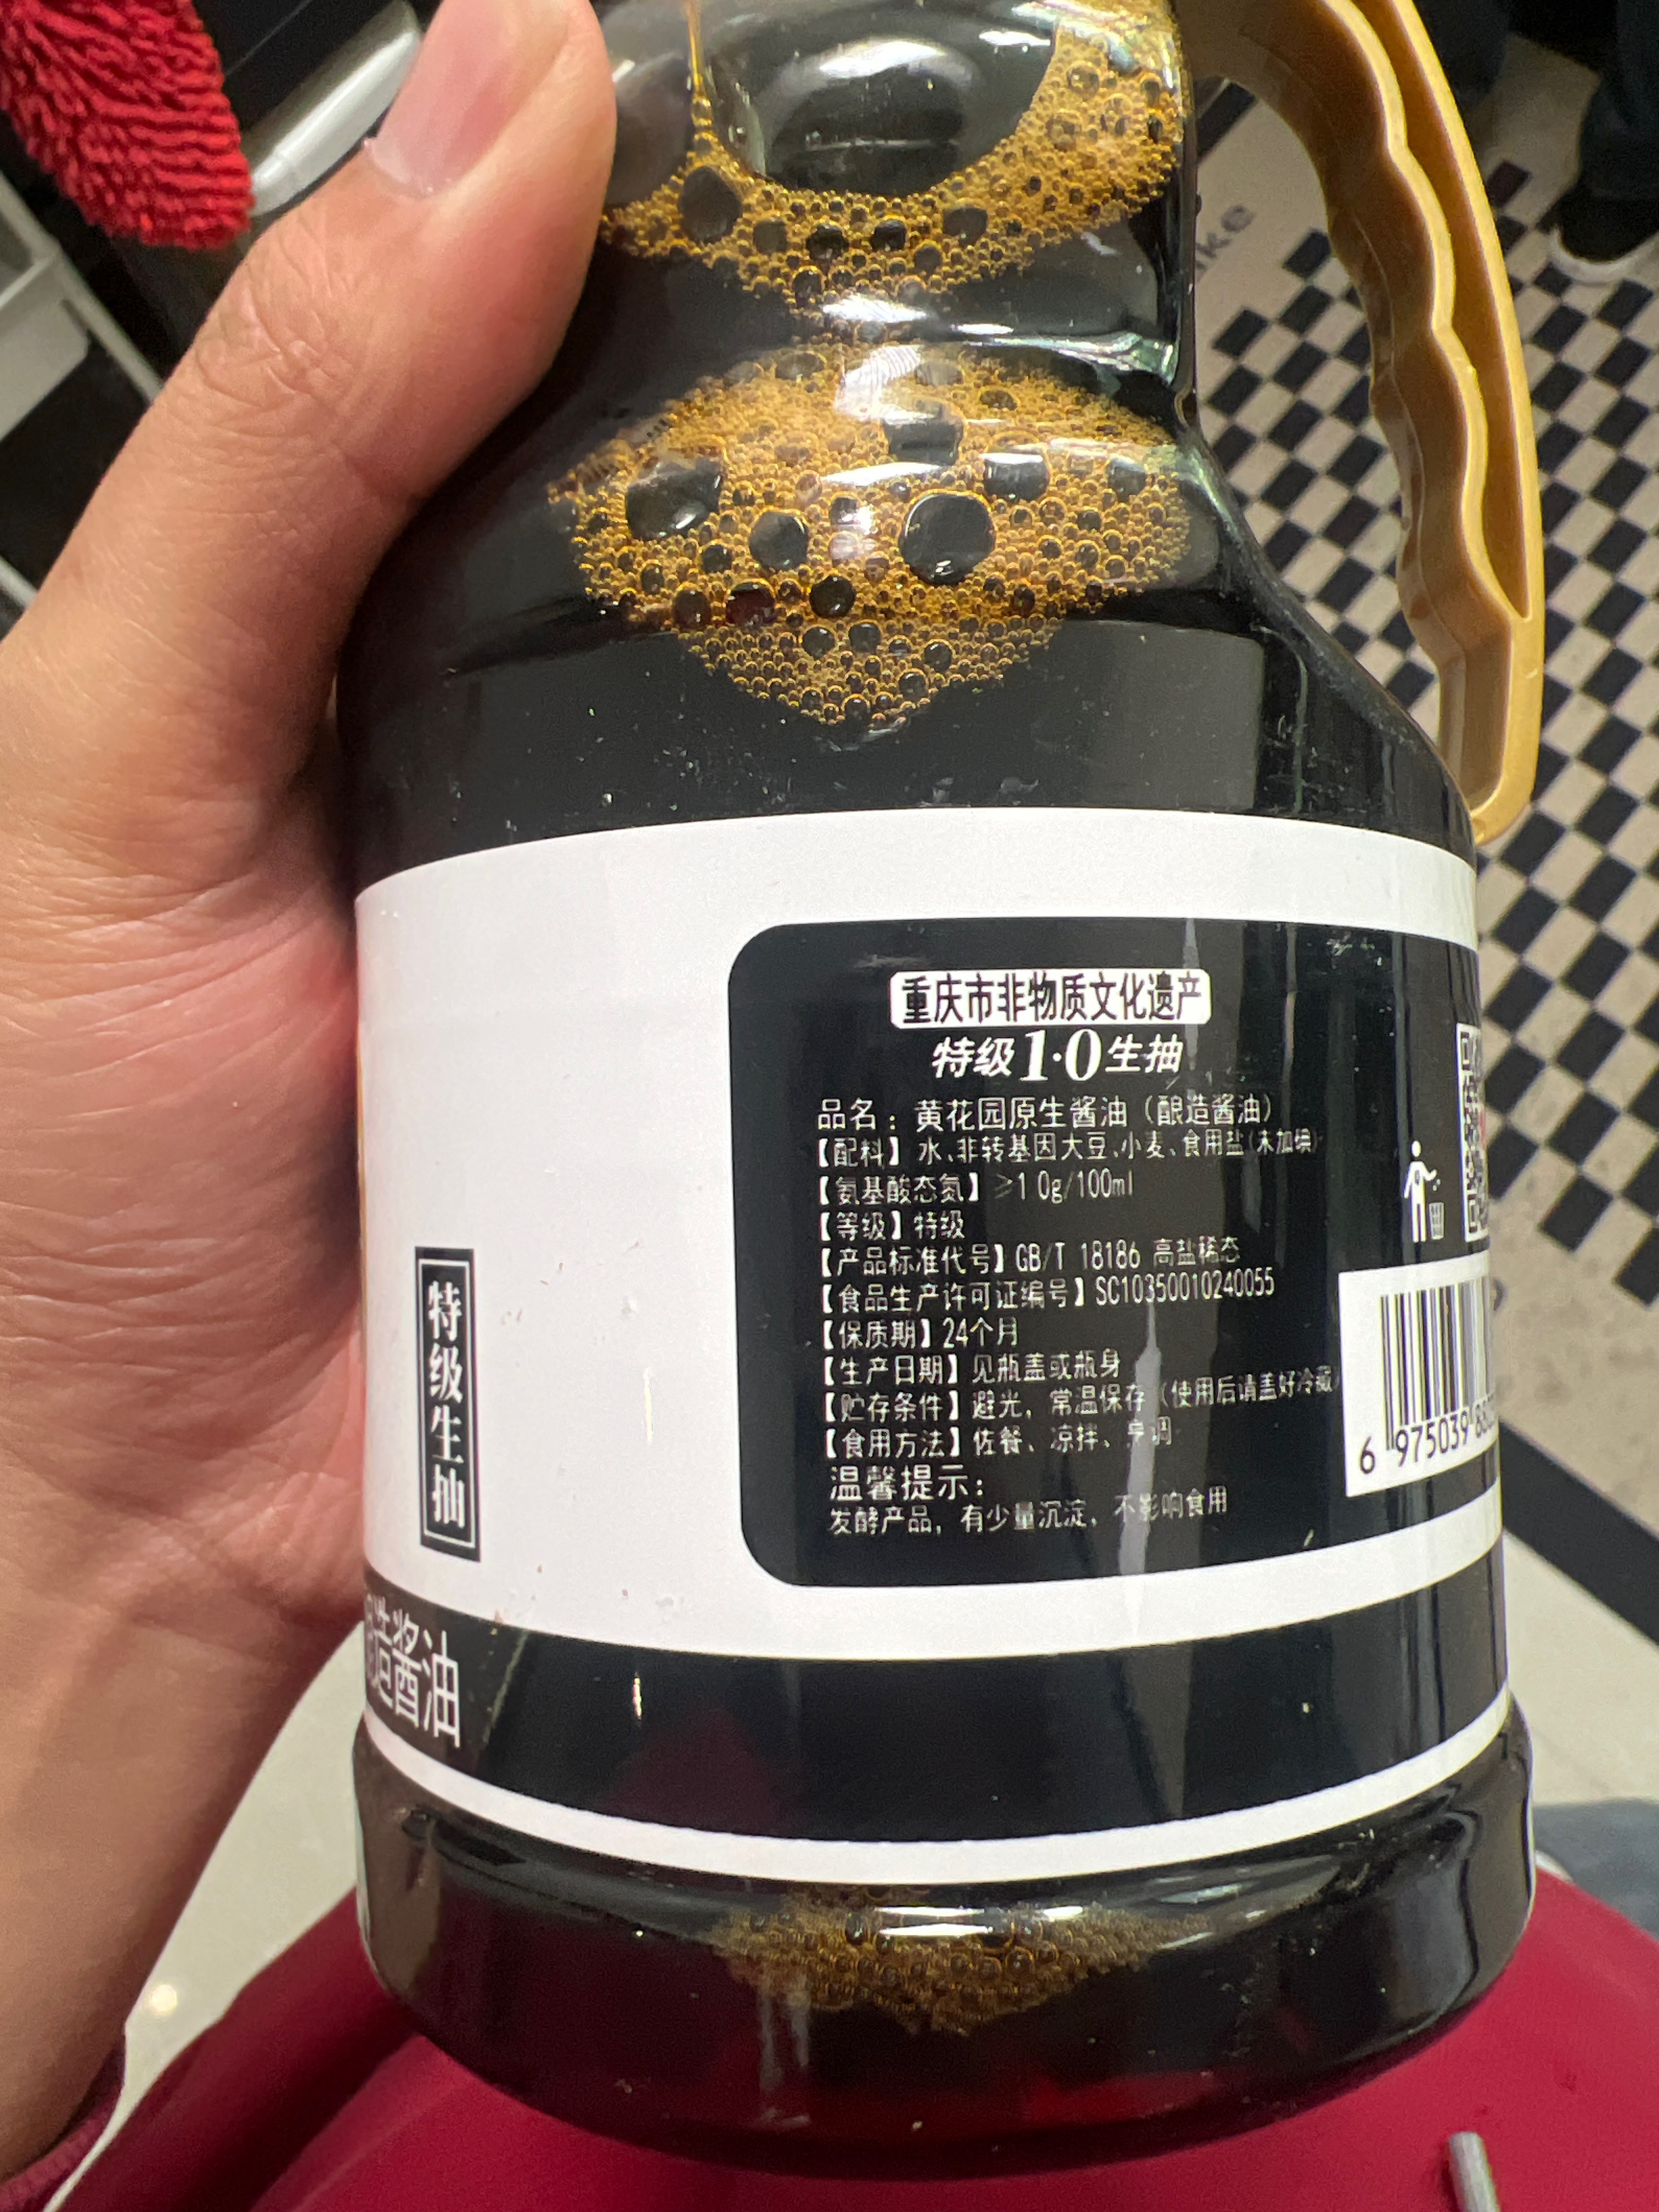 重庆市非物质文化遗产
特级1·0生抽
品名：黄花园原生酱油（酿造酱油）
【配料】水、非转基因大豆、小麦、食用盐(未加碘)
【氨基酸态氮】≥1.0g/100ml
【等级】特级
【产品标准代号】GB/T 18186 高盐稀态
【食品生产许可证编号】SC10350010240055
【保质期】24个月
【生产日期】见瓶盖或瓶身
【贮存条件】避光，常温保存（使用后请盖好冷藏）
【食用方法】佐餐、凉拌、烹调
温馨提示：
发酵产品，有少量沉淀，不影响食用
6 975039
特级生抽
造酱油